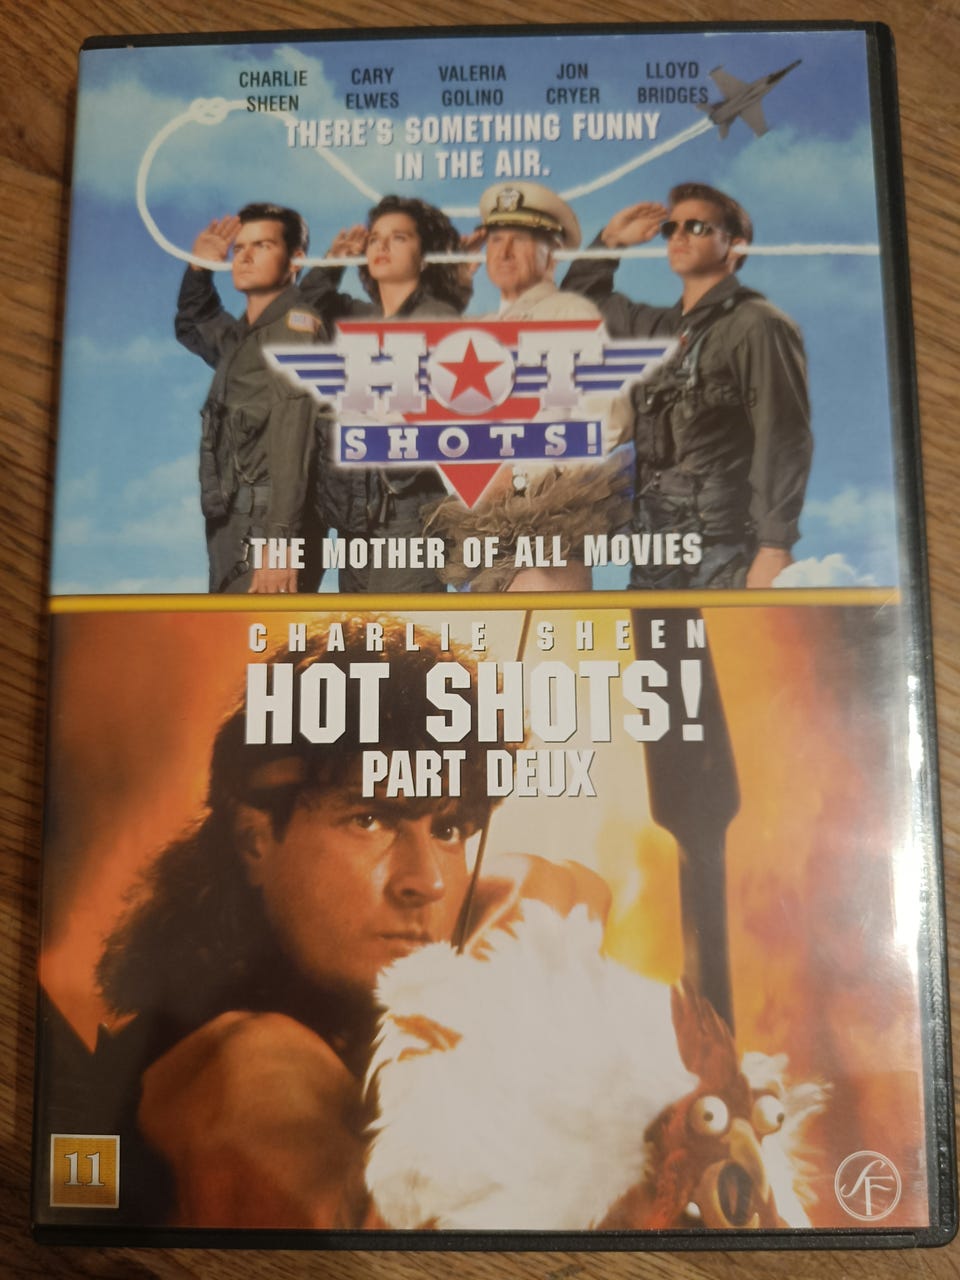 CHARLIE SHEEN
CARY ELWES
VALERIA GOLINO
JON CRYER
LLOYD BRIDGES
THERE'S SOMETHING FUNNY
IN THE AIR.
HOT
SHOTS!
THE MOTHER OF ALL MOVIES
CHARLIE SHEEN
HOT SHOTS!
PART DEUX
11
SF